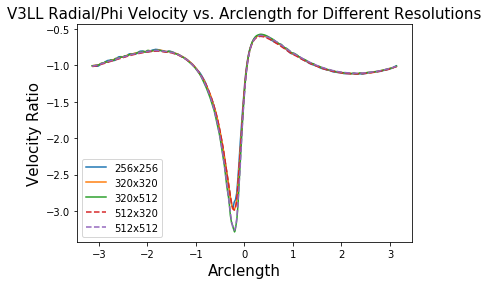 V3LL Radial/Phi Velocity vs. Arclength for Different Resolutions
−0.5
−1.0
−1.5
−2.0
−2.5
−3.0
Velocity Ratio
256x256
320x320
320x512
512x320
512x512
−3
−2
−1
0
1
2
3
Arclength